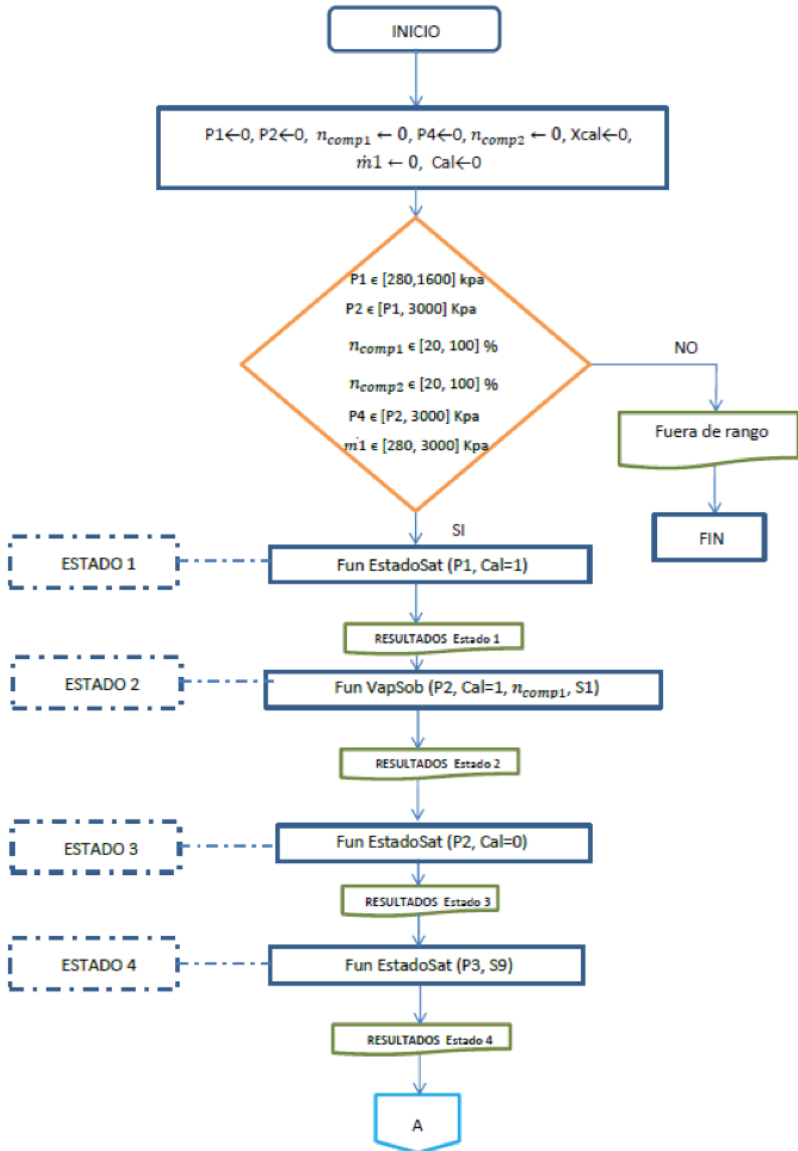 INICIO
P1←0, P2←0, n_comp1 ← 0, P4←0, n_comp2 ← 0, Xcal←0,
ṁ1 ← 0, Cal←0
P1 ϵ [280,1600] kpa
P2 ϵ [P1, 3000] Kpa
n_comp1 ϵ [20, 100] %
n_comp2 ϵ [20, 100] %
P4 ϵ [P2, 3000] Kpa
ṁ1 ϵ [280, 3000] Kpa
NO
Fuera de rango
FIN
SI
ESTADO 1
Fun EstadoSat (P1, Cal=1)
RESULTADOS Estado 1
ESTADO 2
Fun VapSob (P2, Cal=1, n_comp1, S1)
RESULTADOS Estado 2
ESTADO 3
Fun EstadoSat (P2, Cal=0)
RESULTADOS Estado 3
ESTADO 4
Fun EstadoSat (P3, S9)
RESULTADOS Estado 4
A